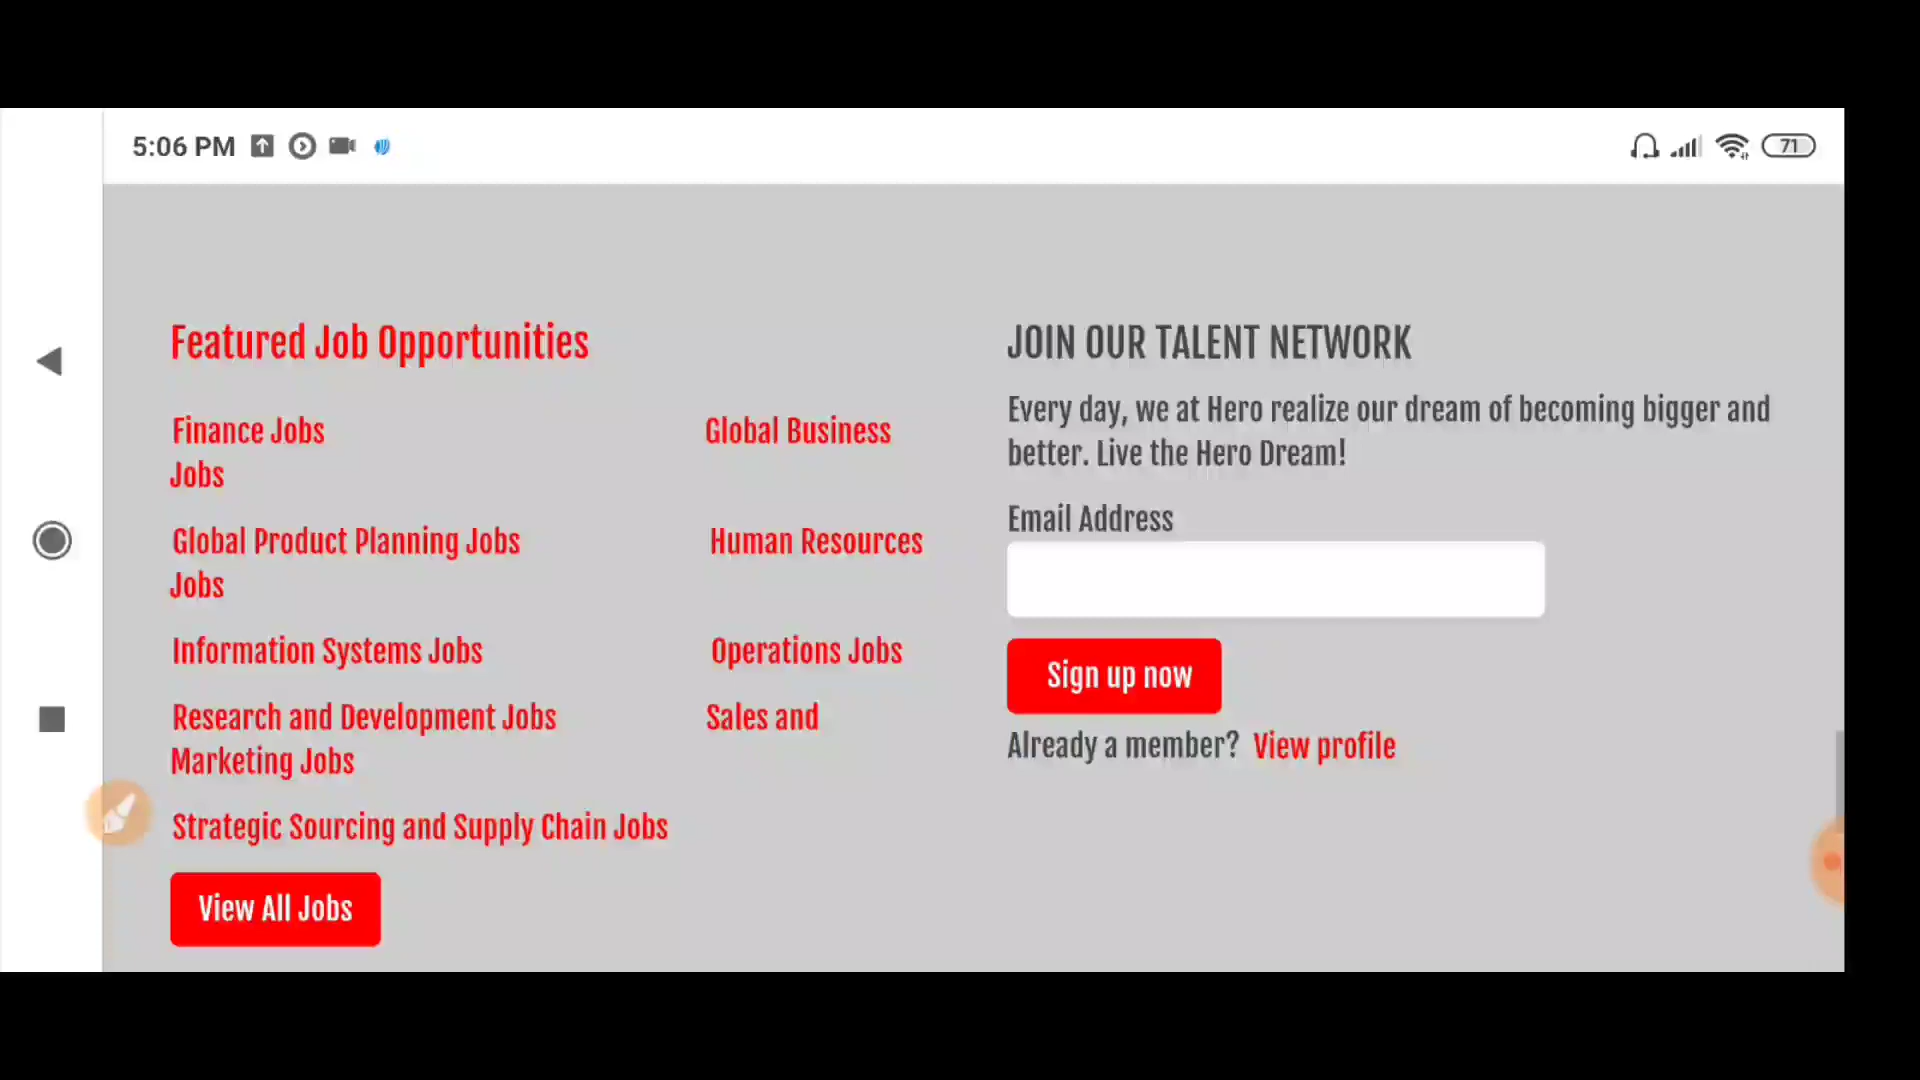 5:06 PM
71
Featured Job Opportunities
Finance Jobs Global Business
Jobs
Global Product Planning Jobs Human Resources
Jobs
Information Systems Jobs Operations Jobs
Research and Development Jobs Sales and
Marketing Jobs
Strategic Sourcing and Supply Chain Jobs
View All Jobs
JOIN OUR TALENT NETWORK
Every day, we at Hero realize our dream of becoming bigger and
better. Live the Hero Dream!
Email Address
Sign up now
Already a member? View profile